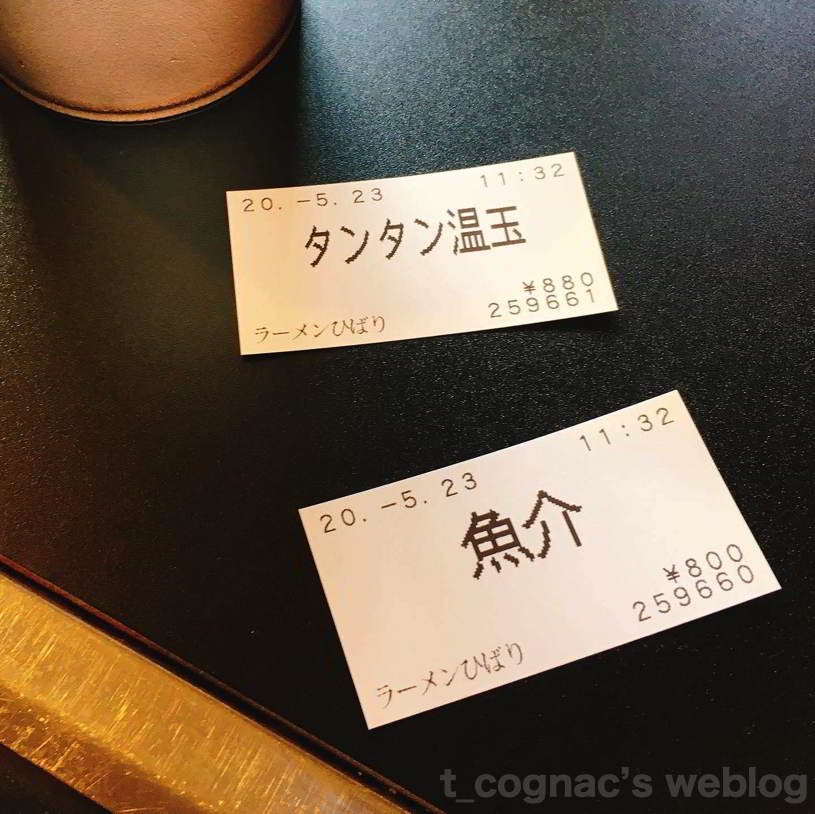 20.-5.23 11:32
タンタン温玉
¥880
ラーメンひばり 259661
20.-5.23 11:32
魚介
¥800
259660
ラーメンひばり
t_cognac's weblog